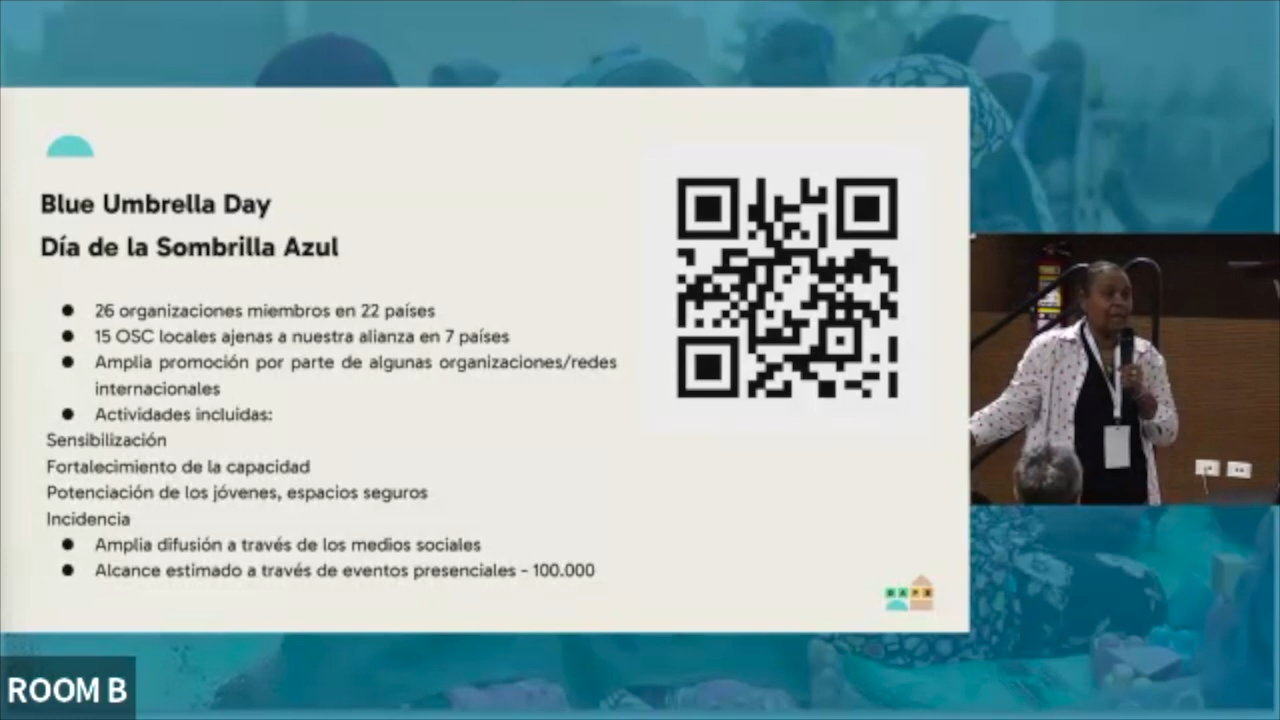 Blue Umbrella Day
Día de la Sombrilla Azul
● 26 organizaciones miembros en 22 países
● 15 OSC locales ajenas a nuestra alianza en 7 países
● Amplia promoción por parte de algunas organizaciones/redes
internacionales
● Actividades incluidas:
Sensibilización
Fortalecimiento de la capacidad
Potenciación de los jóvenes, espacios seguros
Incidencia
● Amplia difusión a través de los medios sociales
● Alcance estimado a través de eventos presenciales - 100.000
ROOM B